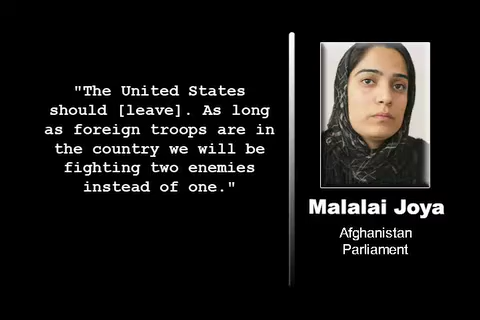 "The United States
should [leave]. As long
as foreign troops are in
the country we will be
fighting two enemies
instead of one."
Malalai Joya
Afghanistan
Parliament